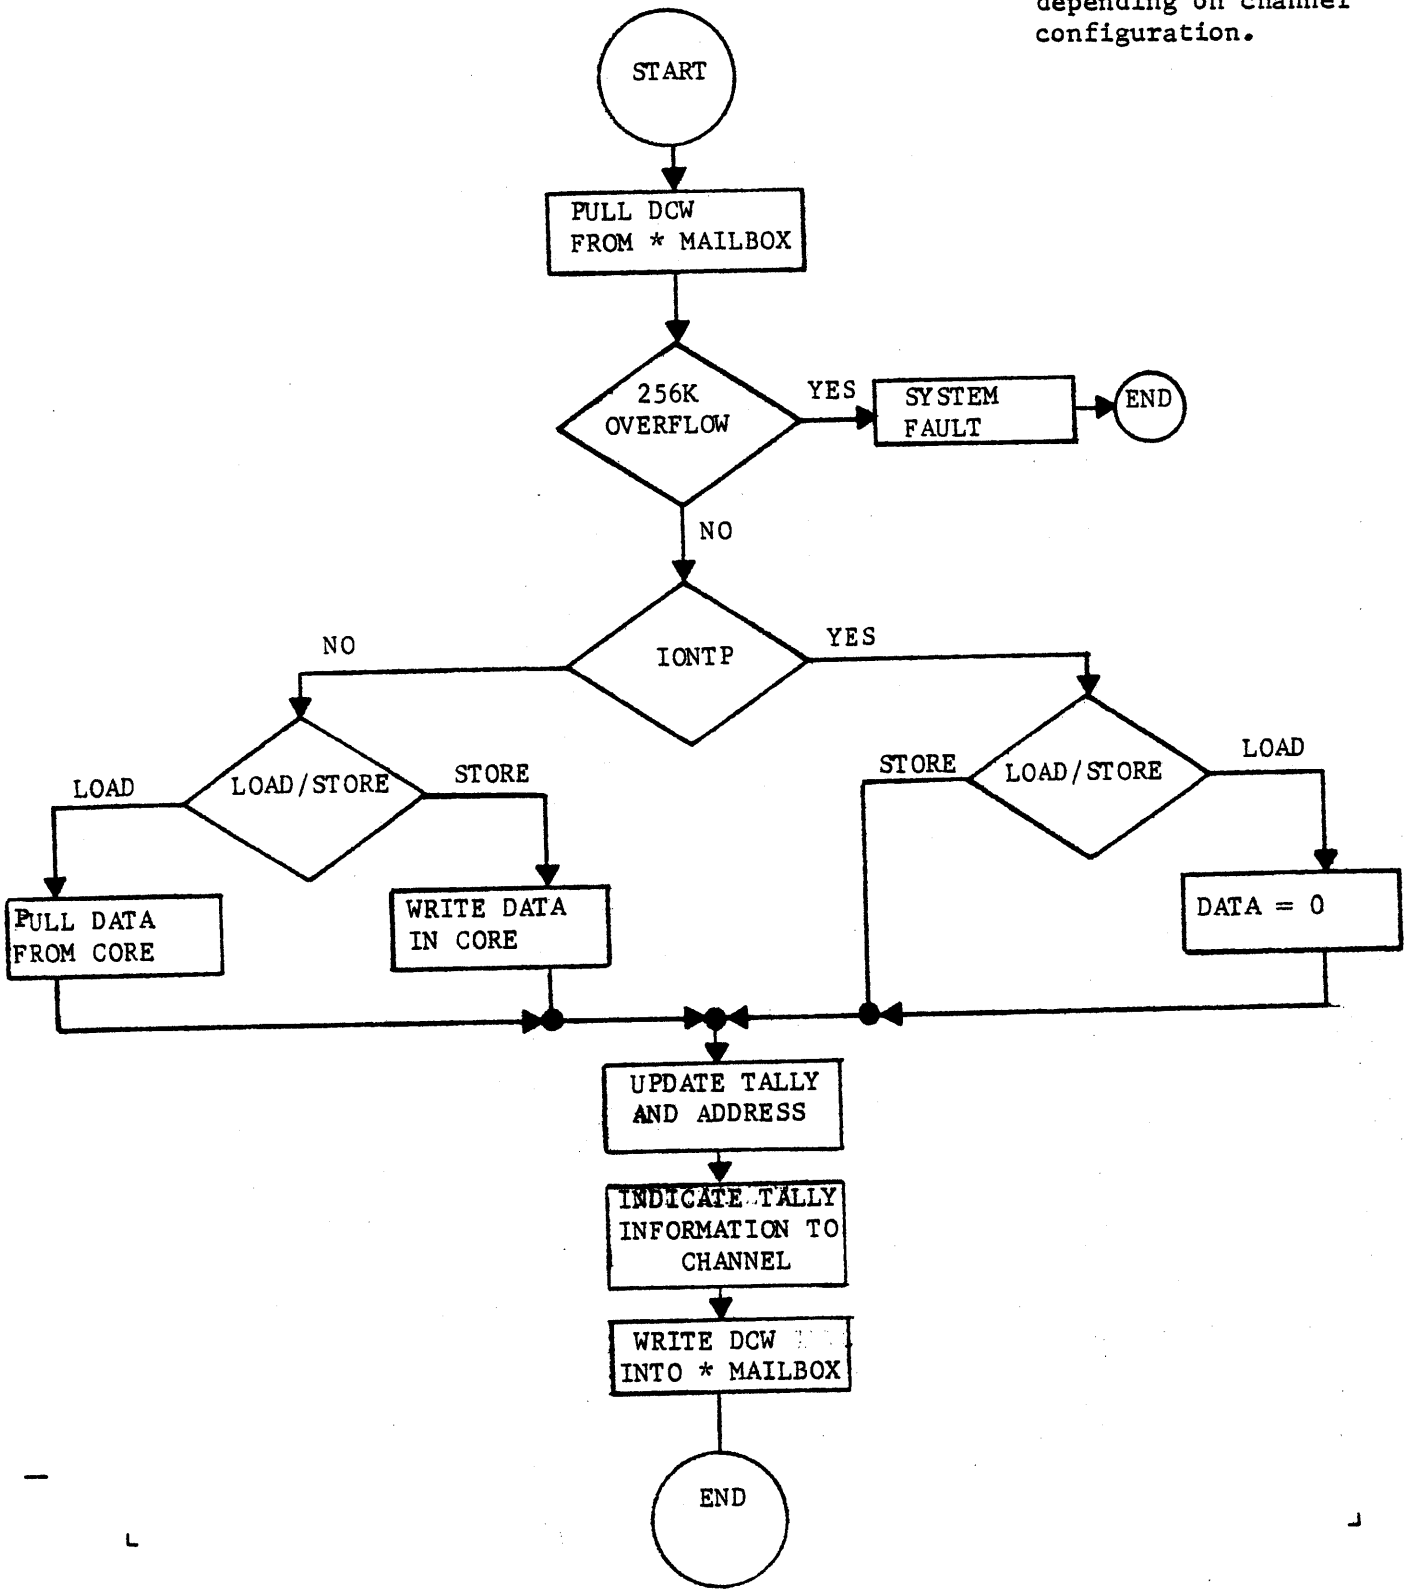 depending on channel
configuration.
START
PULL DCW
FROM * MAILBOX
256K
OVERFLOW
YES
SYSTEM
FAULT
END
NO
IONTP
NO
YES
LOAD/STORE
LOAD
STORE
LOAD/STORE
STORE
LOAD
PULL DATA
FROM CORE
WRITE DATA
IN CORE
DATA = 0
UPDATE TALLY
AND ADDRESS
INDICATE TALLY
INFORMATION TO
CHANNEL
WRITE DCW
INTO * MAILBOX
END